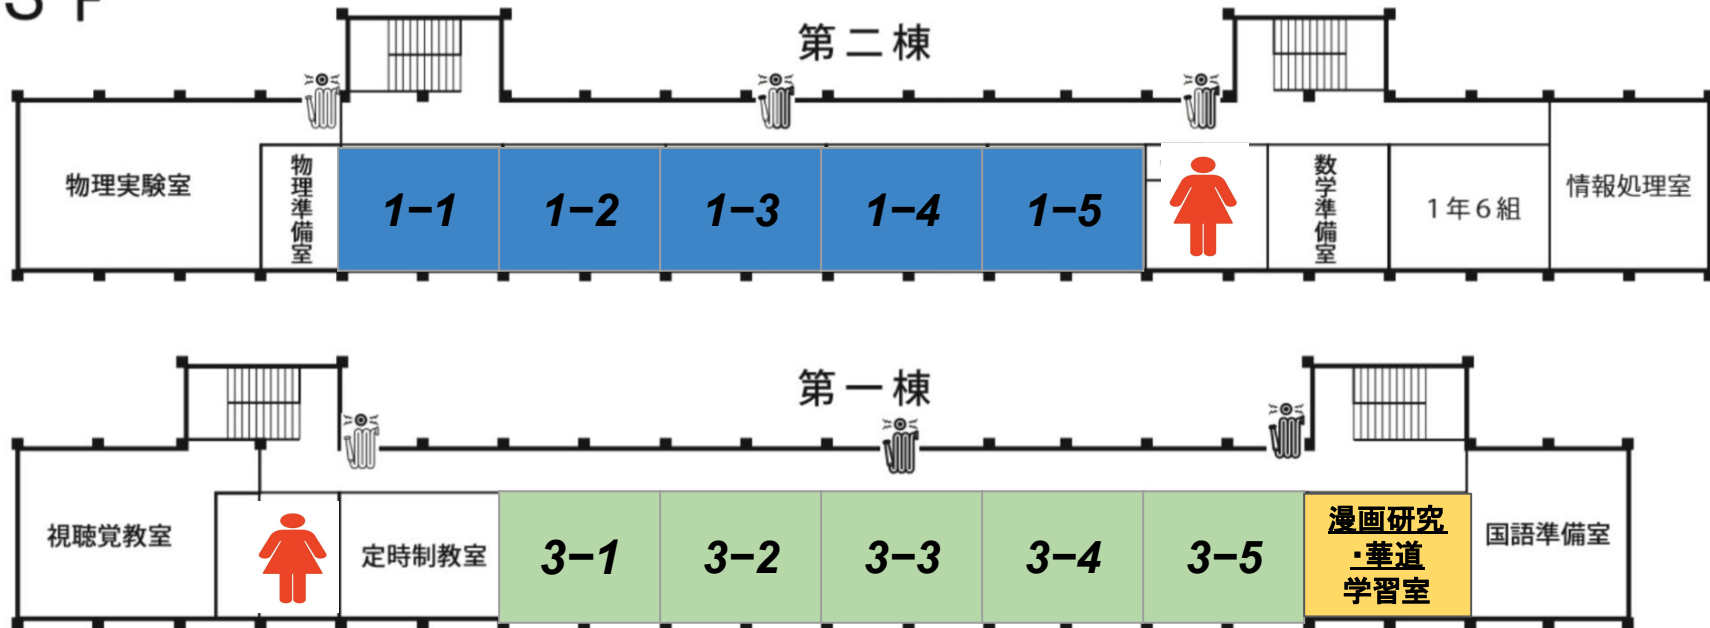 3F
第二棟
物理実験室
物理準備室
1-1
1-2
1-3
1-4
1-5
数学準備室
1年6組
情報処理室
第一棟
視聴覚教室
定時制教室
3-1
3-2
3-3
3-4
3-5
漫画研究
・華道
学習室
国語準備室